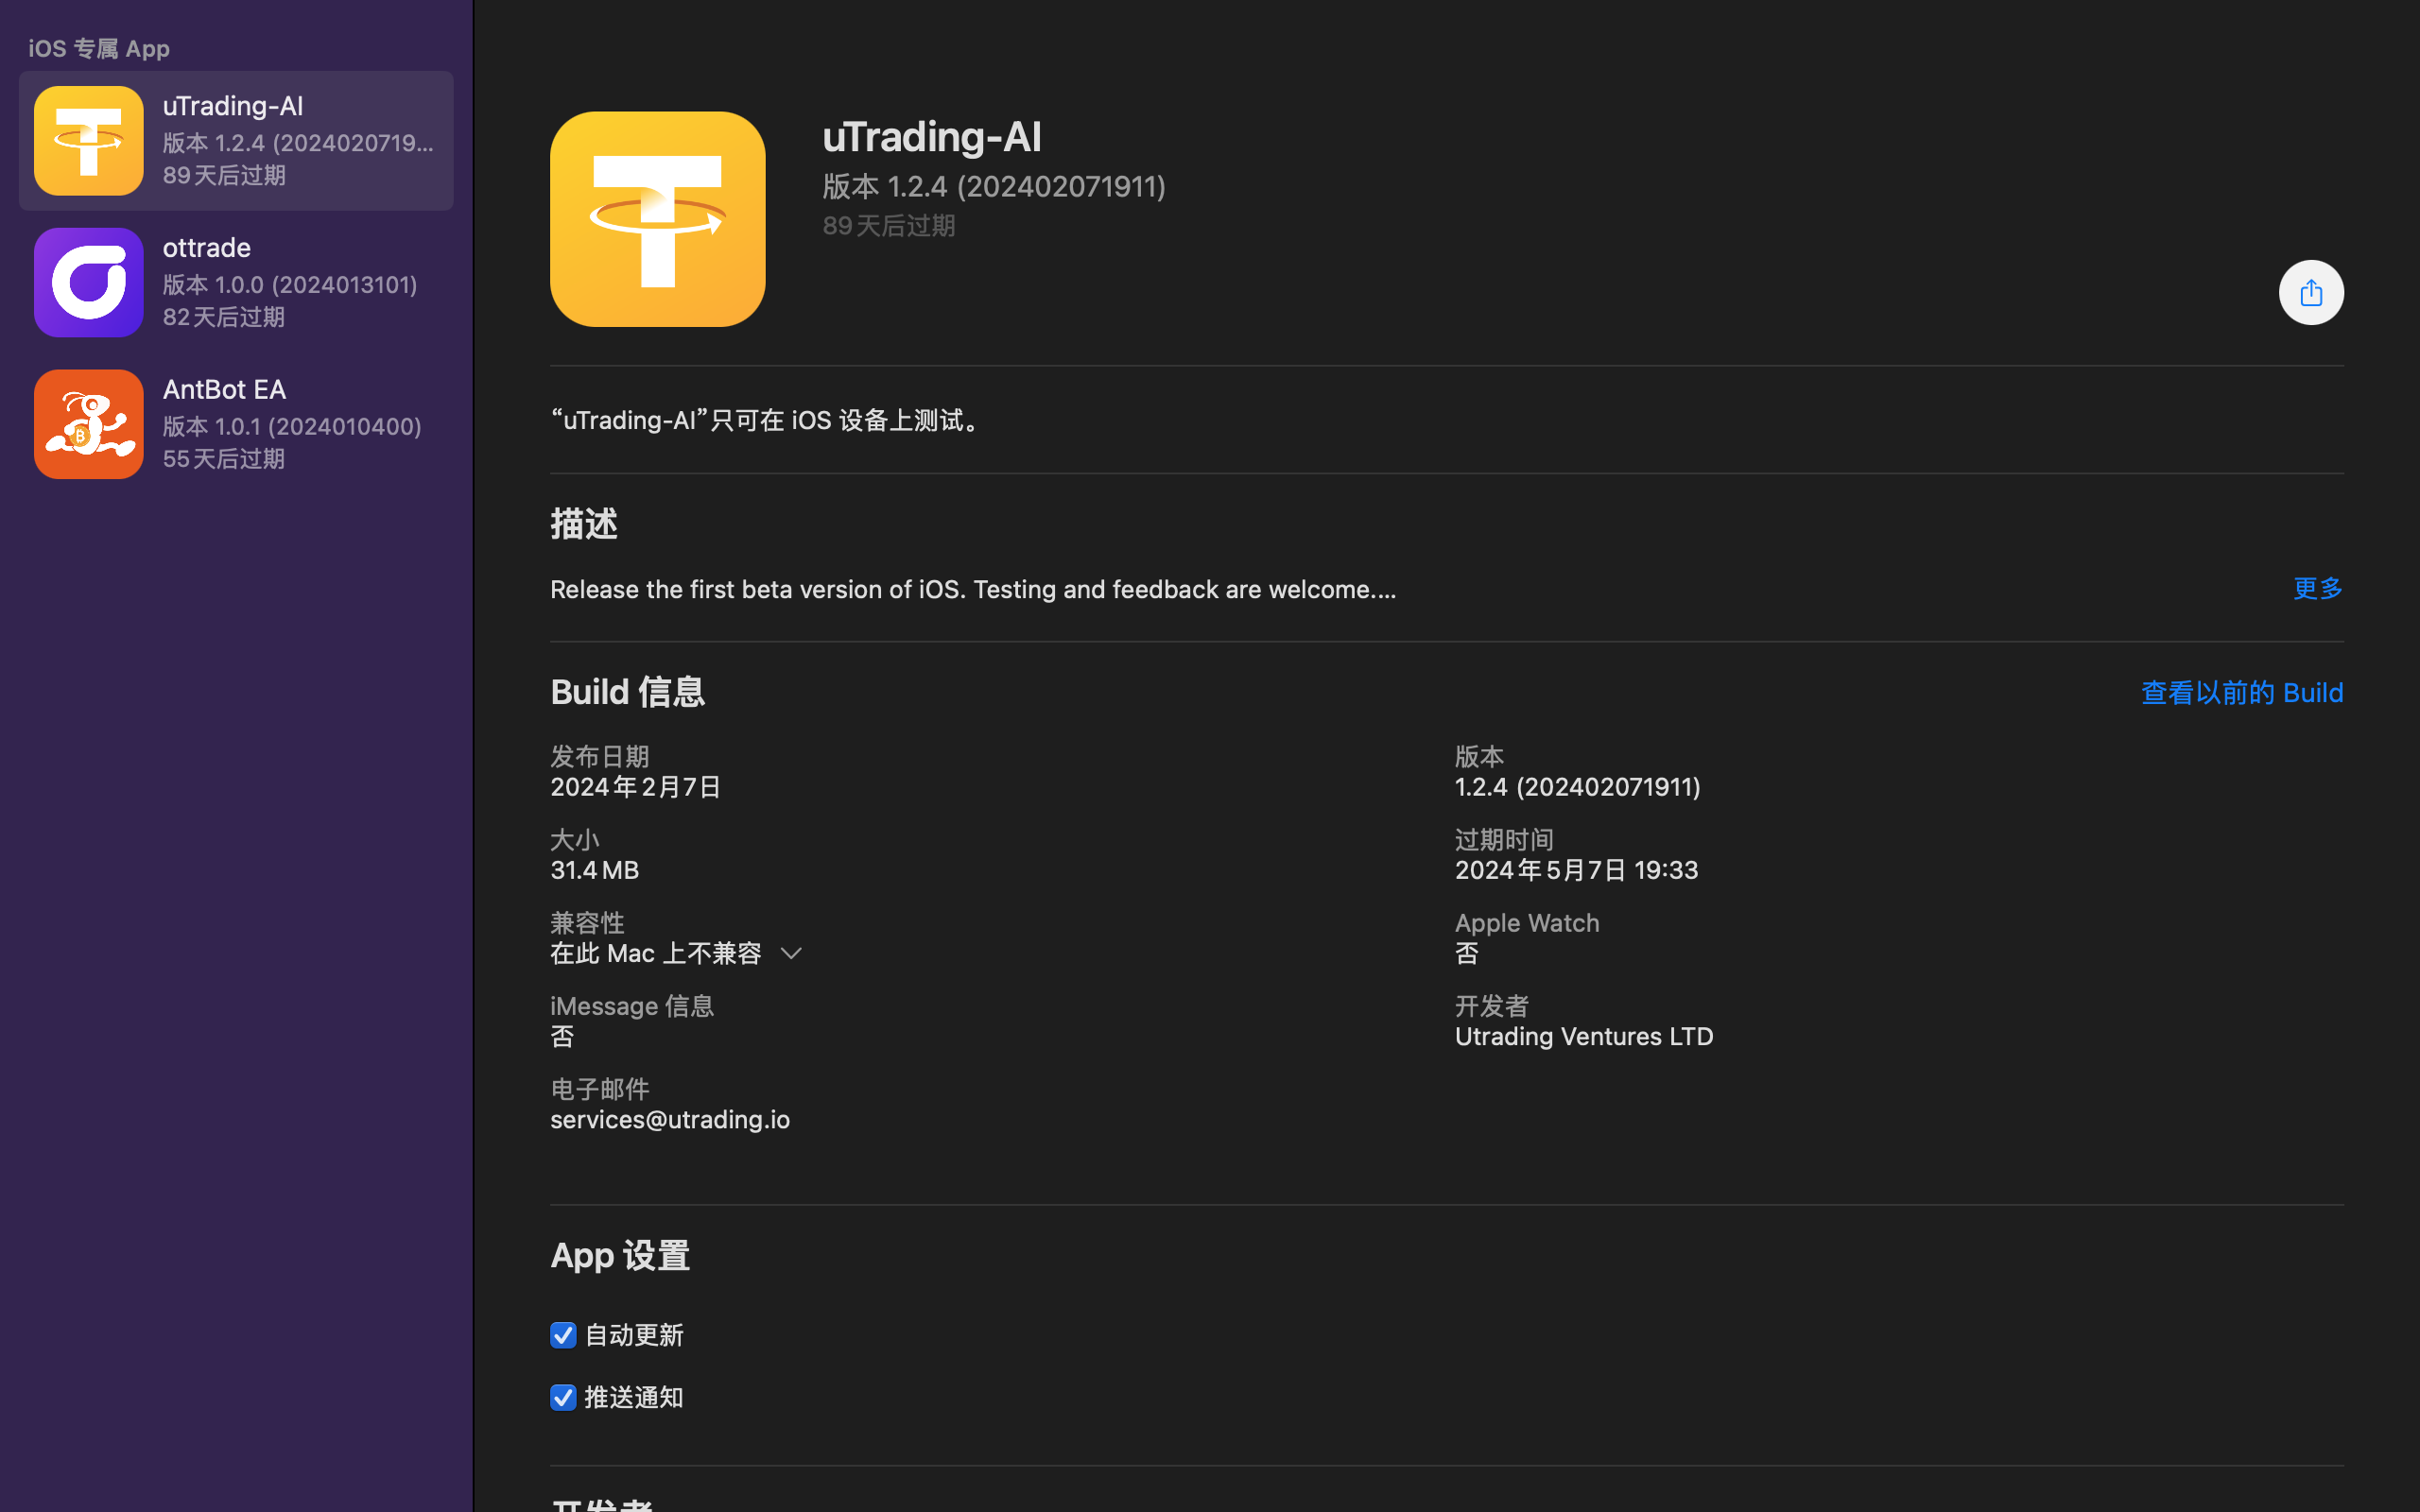 iOS 专属 App
uTrading-AI
版本 1.2.4 (2024020719...
89天后过期
ottrade
版本 1.0.0 (2024013101)
82天后过期
AntBot EA
版本 1.0.1 (2024010400)
55天后过期
uTrading-AI
版本 1.2.4 (202402071911)
89天后过期
“uTrading-AI”只可在 iOS 设备上测试。
描述
Release the first beta version of iOS. Testing and feedback are welcome....
更多
Build 信息
查看以前的 Build
发布日期
2024年2月7日
版本
1.2.4 (202402071911)
大小
31.4 MB
过期时间
2024年5月7日 19:33
兼容性
在此 Mac 上不兼容
Apple Watch
否
iMessage 信息
否
开发者
Utrading Ventures LTD
电子邮件
services@utrading.io
App 设置
自动更新
推送通知
开发者